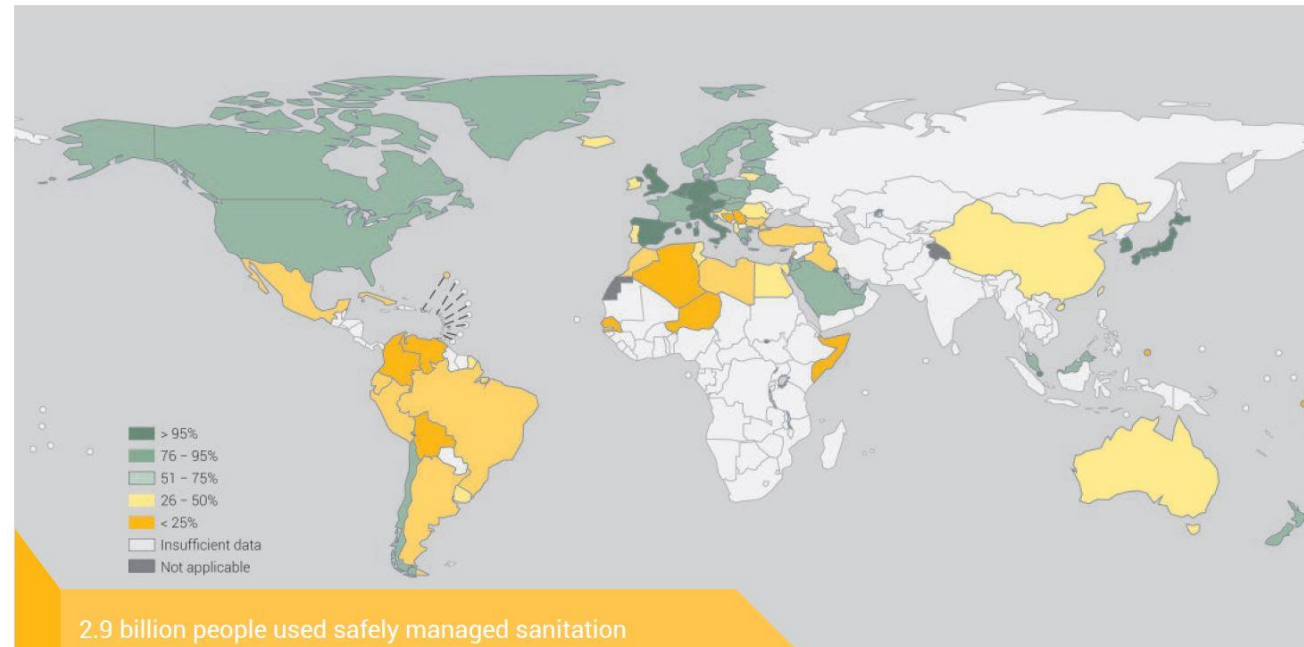 > 95%
76 – 95%
51 – 75%
26 – 50%
< 25%
Insufficient data
Not applicable
2.9 billion people used safely managed sanitation